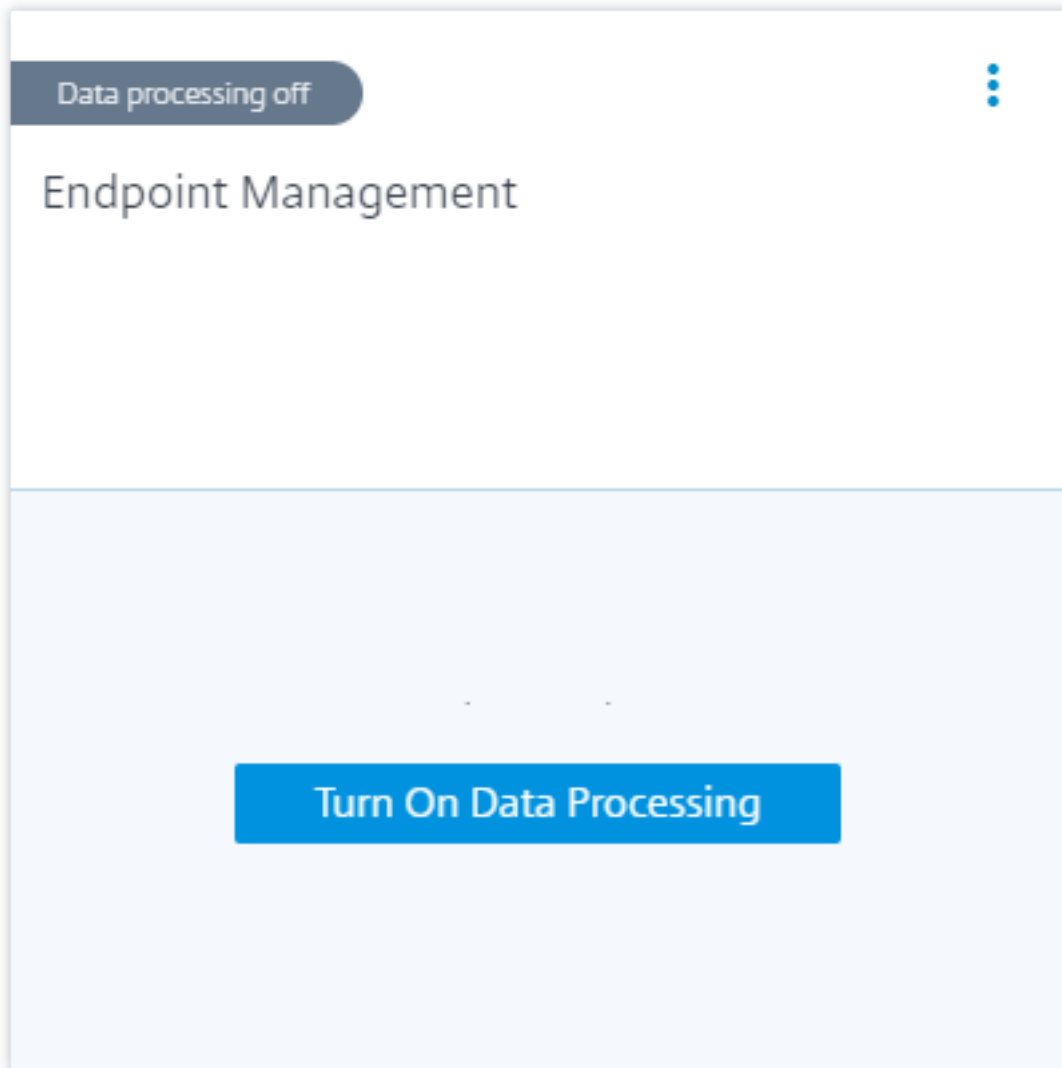 Data processing off
Endpoint Management
Turn On Data Processing